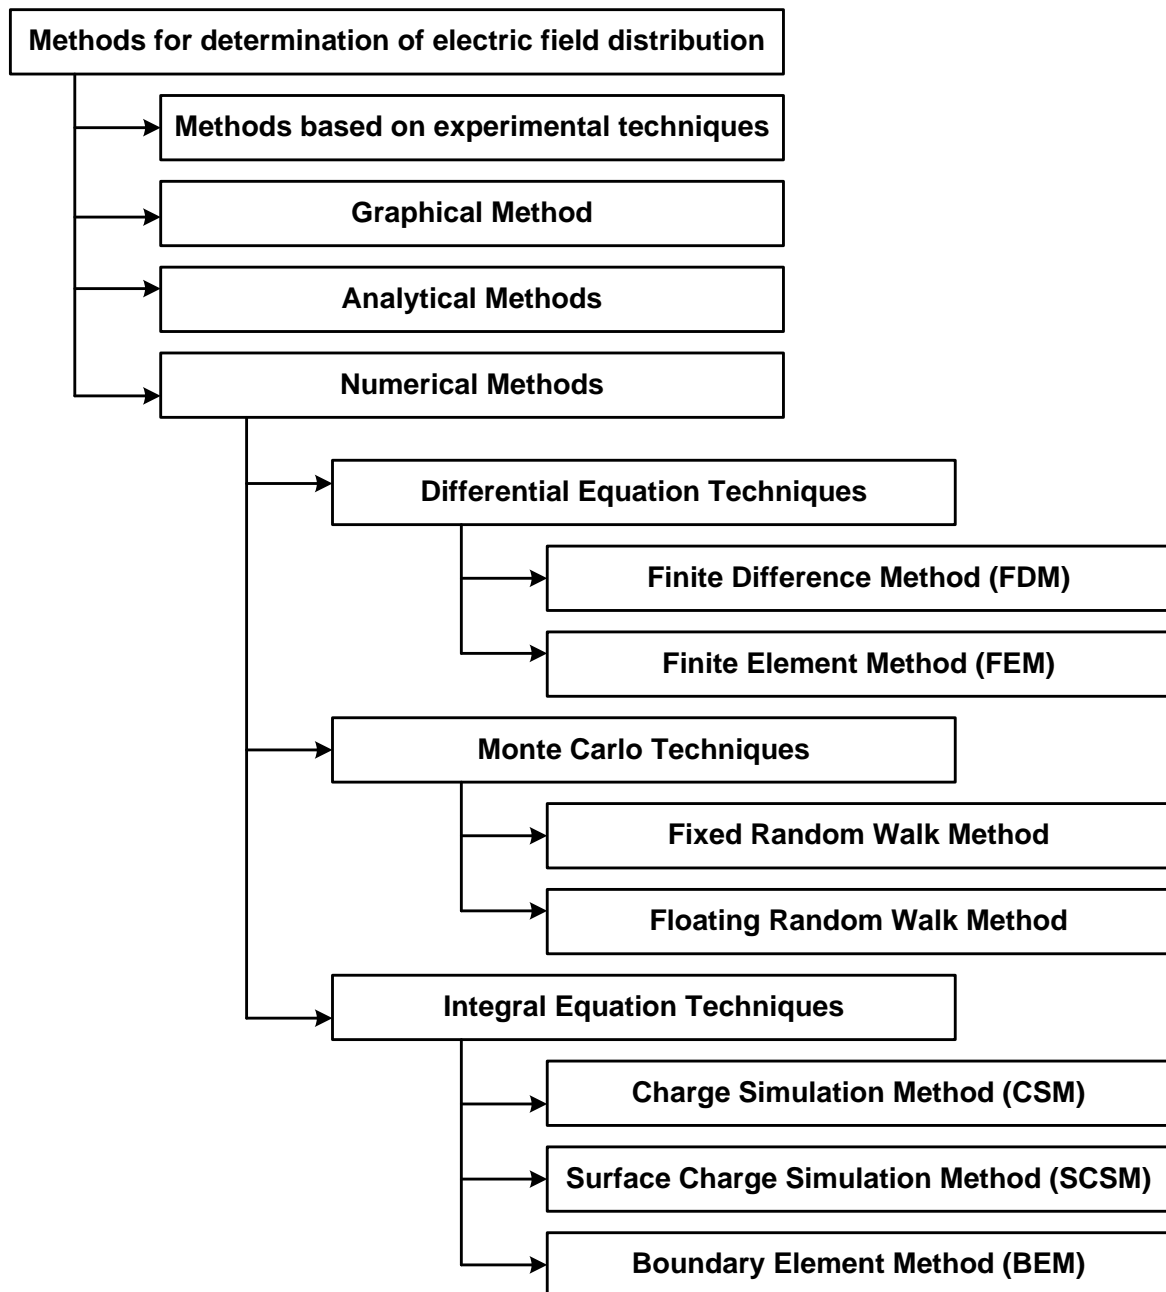 Methods for determination of electric field distribution
Methods based on experimental techniques
Graphical Method
Analytical Methods
Numerical Methods
Differential Equation Techniques
Finite Difference Method (FDM)
Finite Element Method (FEM)
Monte Carlo Techniques
Fixed Random Walk Method
Floating Random Walk Method
Integral Equation Techniques
Charge Simulation Method (CSM)
Surface Charge Simulation Method (SCSM)
Boundary Element Method (BEM)